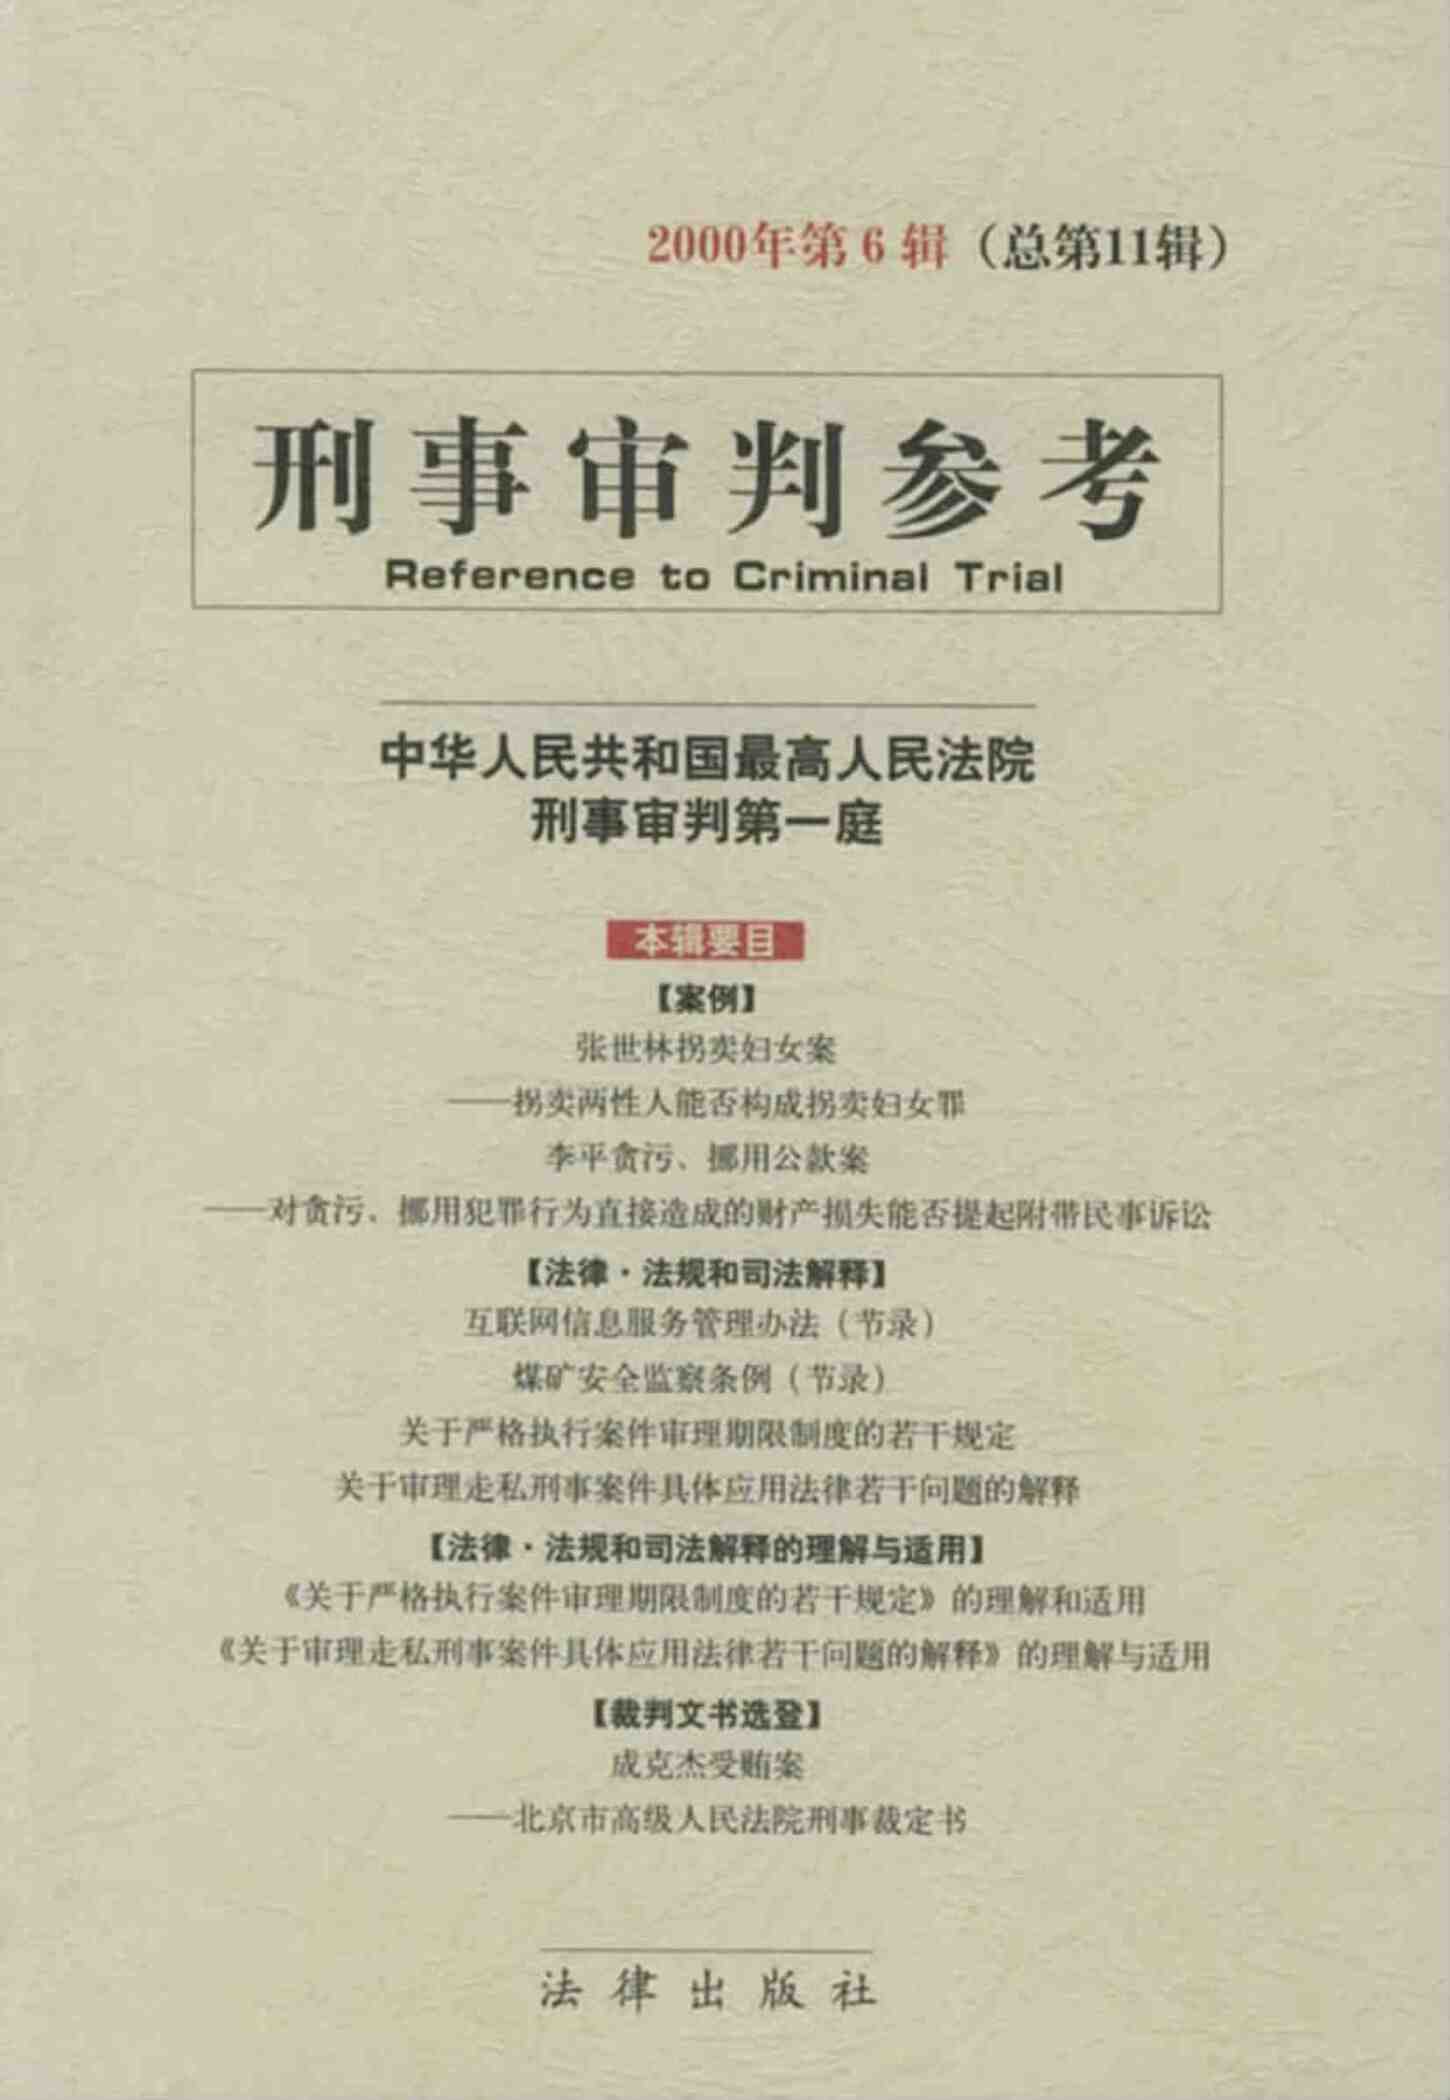 2000年第6辑（总第11辑）
刑事审判参考
Reference to Criminal Trial
中华人民共和国最高人民法院
刑事审判第一庭
本辑要目
【案例】
张世林拐卖妇女案
——拐卖两性人能否构成拐卖妇女罪
李平贪污、挪用公款案
——对贪污、挪用犯罪行为直接造成的财产损失能否提起附带民事诉讼
【法律·法规和司法解释】
互联网信息服务管理办法（节录）
煤矿安全监察条例（节录）
关于严格执行案件审理期限制度的若干规定
关于审理走私刑事案件具体应用法律若干问题的解释
【法律·法规和司法解释的理解与适用】
《关于严格执行案件审理期限制度的若干规定》的理解和适用
《关于审理走私刑事案件具体应用法律若干问题的解释》的理解与适用
【裁判文书选登】
成克杰受贿案
——北京市高级人民法院刑事裁定书
法律出版社